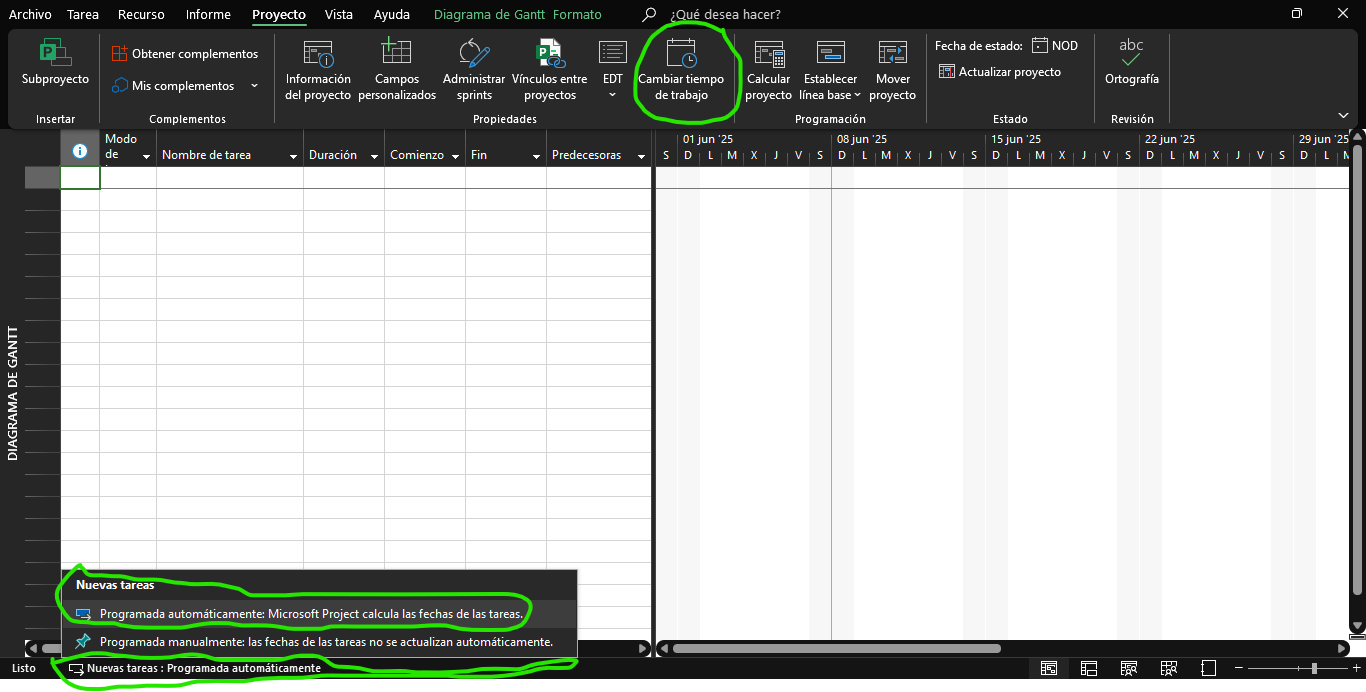 Archivo Tarea Recurso Informe Proyecto Vista Ayuda Diagrama de Gantt Formato ¿Qué desea hacer?
Subproyecto
Insertar
Obtener complementos
Mis complementos
Complementos
Información del proyecto
Campos personalizados
Administrar sprints
Vínculos entre proyectos
EDT
Cambiar tiempo de trabajo
Propiedades
Calcular proyecto
Establecer línea base
Mover proyecto
Programación
Fecha de estado: NOD
Actualizar proyecto
Estado
abc
Ortografía
Revisión
Modo de
Nombre de tarea
Duración
Comienzo
Fin
Predecesoras
01 jun '25 08 jun '25 15 jun '25 22 jun '25 29 jun '25
S D L M X J V S D L M X J V S D L M X J V S D L M X J V S D L M
DIAGRAMA DE GANTT
Nuevas tareas
Programada automáticamente: Microsoft Project calcula las fechas de las tareas.
Programada manualmente: las fechas de las tareas no se actualizan automáticamente.
Listo Nuevas tareas : Programada automáticamente